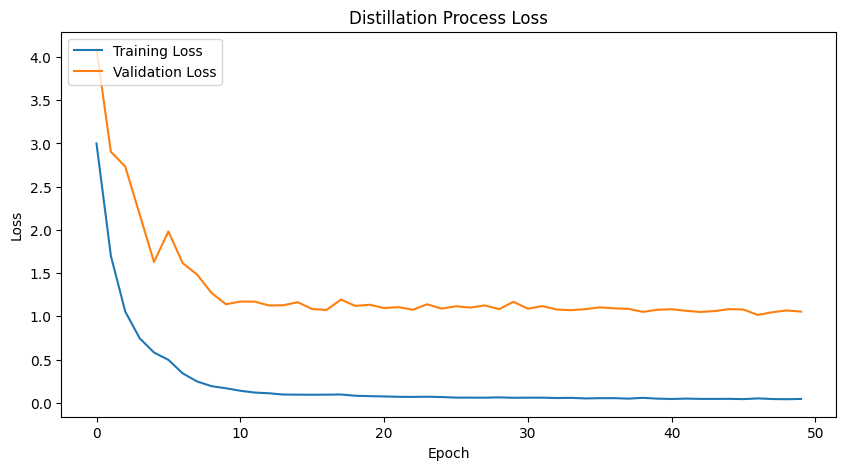 Distillation Process Loss
Training Loss
Validation Loss
4.0
3.5
3.0
2.5
2.0
1.5
1.0
0.5
0.0
Loss
0 10 20 30 40 50
Epoch